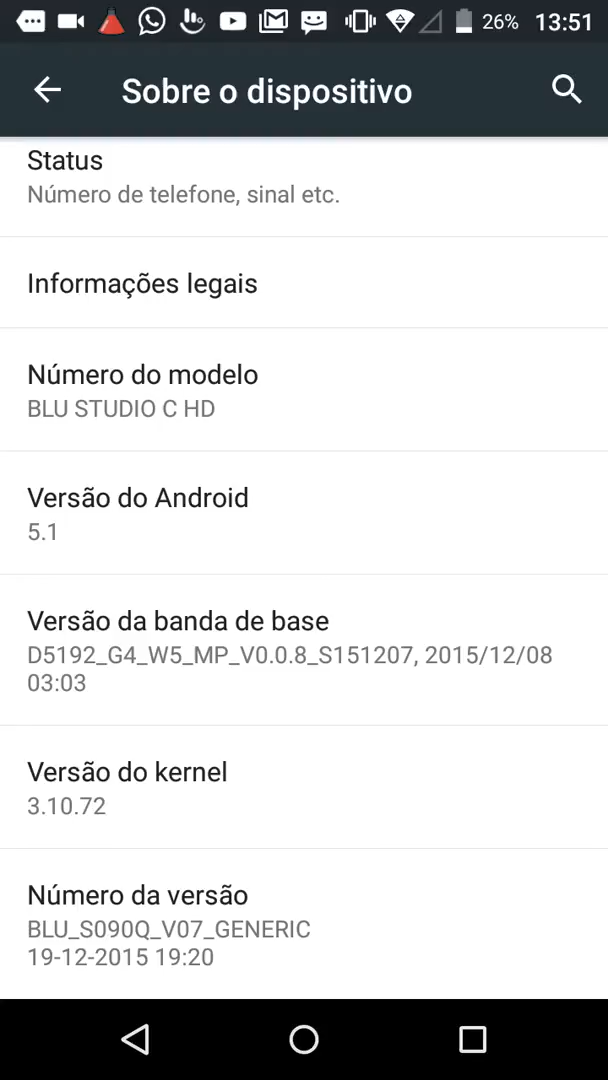 26% 13:51
Sobre o dispositivo
Status
Número de telefone, sinal etc.
Informações legais
Número do modelo
BLU STUDIO C HD
Versão do Android
5.1
Versão da banda de base
D5192_G4_W5_MP_V0.0.8_S151207, 2015/12/08
03:03
Versão do kernel
3.10.72
Número da versão
BLU_S090Q_V07_GENERIC
19-12-2015 19:20